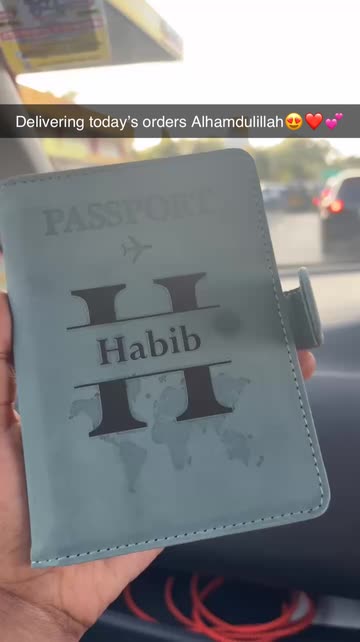 Delivering today’s orders Alhamdulillah😍❤️💕
PASSPORT
H
Habib